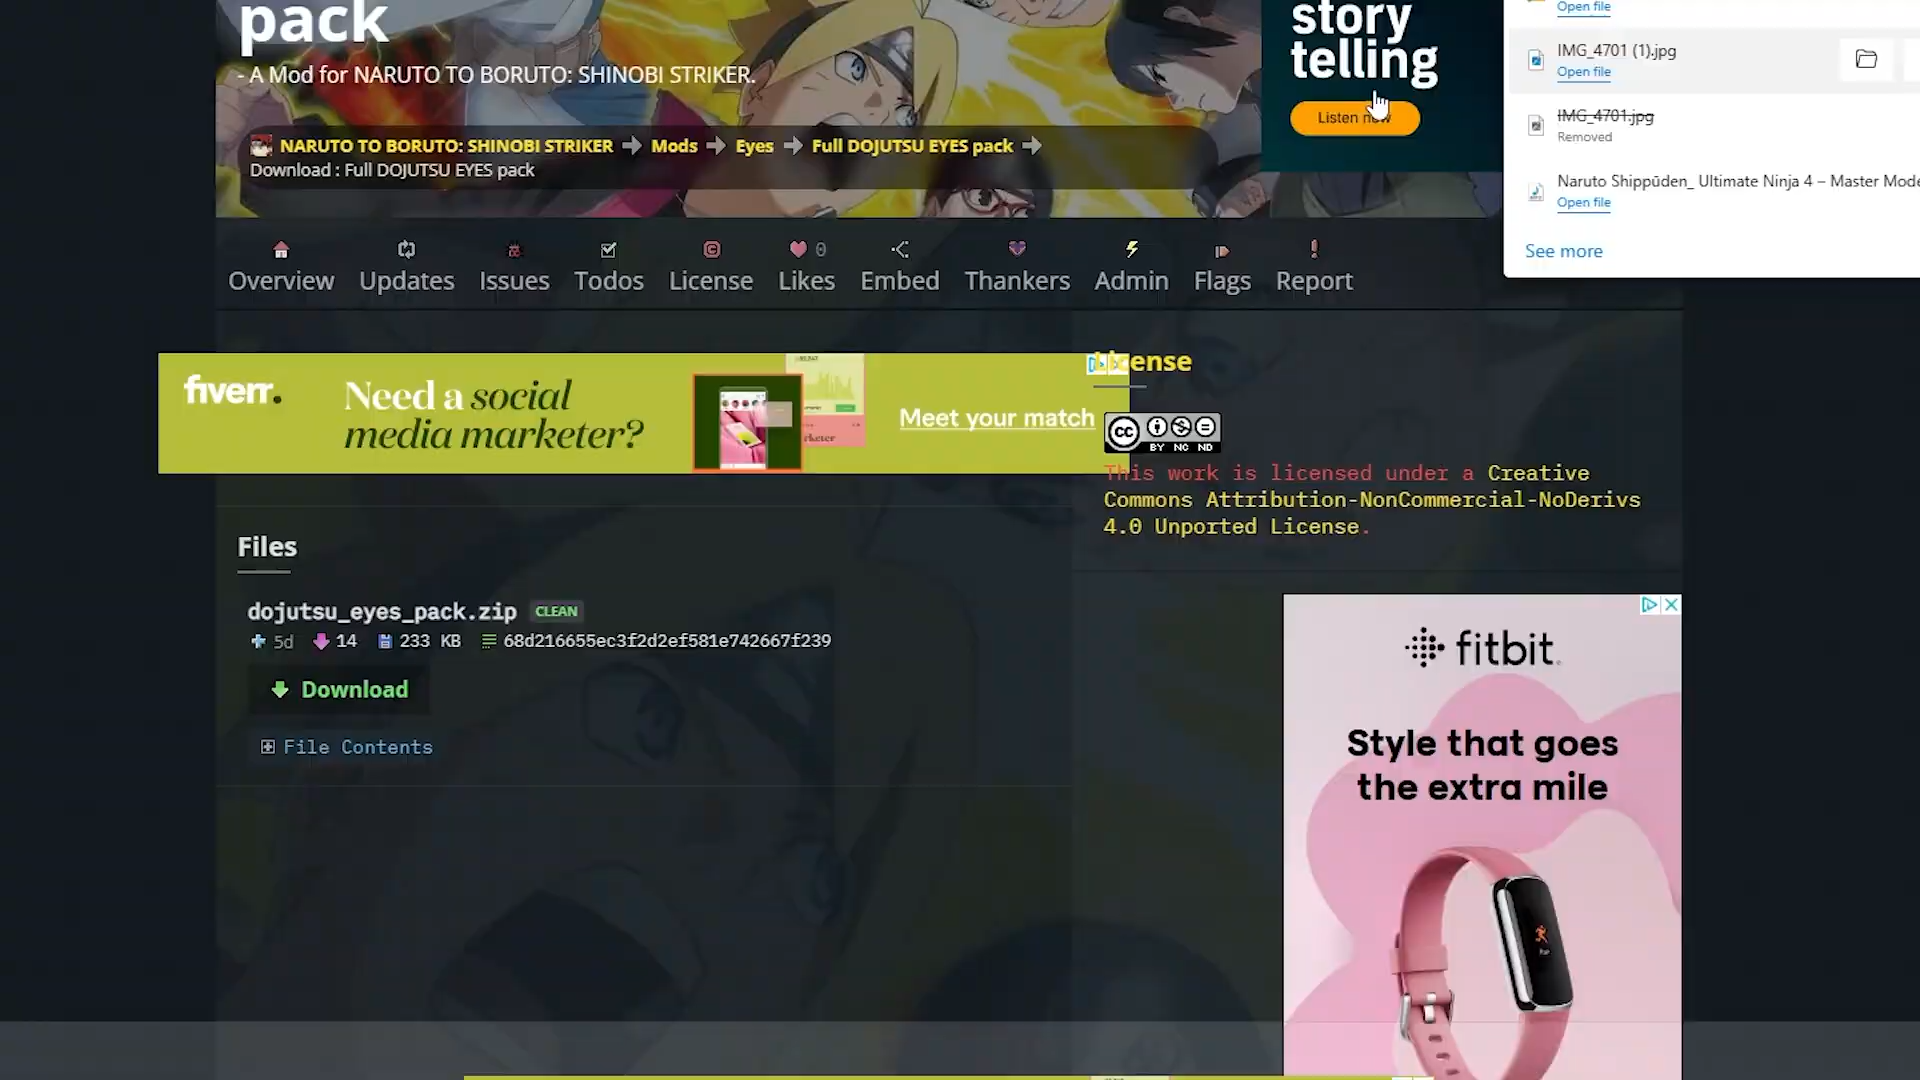 pack
- A Mod for NARUTO TO BORUTO: SHINOBI STRIKER.
NARUTO TO BORUTO: SHINOBI STRIKER
Mods
Eyes
Full DOJUTSU EYES pack
Download : Full DOJUTSU EYES pack
story
telling
Listen now
Open file
IMG_4701 (1).jpg
Open file
IMG_4701.jpg
Removed
Naruto Shippūden_ Ultimate Ninja 4 – Master Mode
Open file
See more
Overview
Updates
Issues
Todos
License
Likes
0
Embed
Thankers
Admin
Flags
Report
fiverr.
Need a social
media marketer?
Meet your match
License
CC BY NC ND
This work is licensed under a Creative
Commons Attribution-NonCommercial-NoDerivs
4.0 Unported License.
Files
dojutsu_eyes_pack.zip CLEAN
5d 14 233 KB 68d216655ec3f2d2ef581e742667f239
Download
File Contents
fitbit.
Style that goes
the extra mile